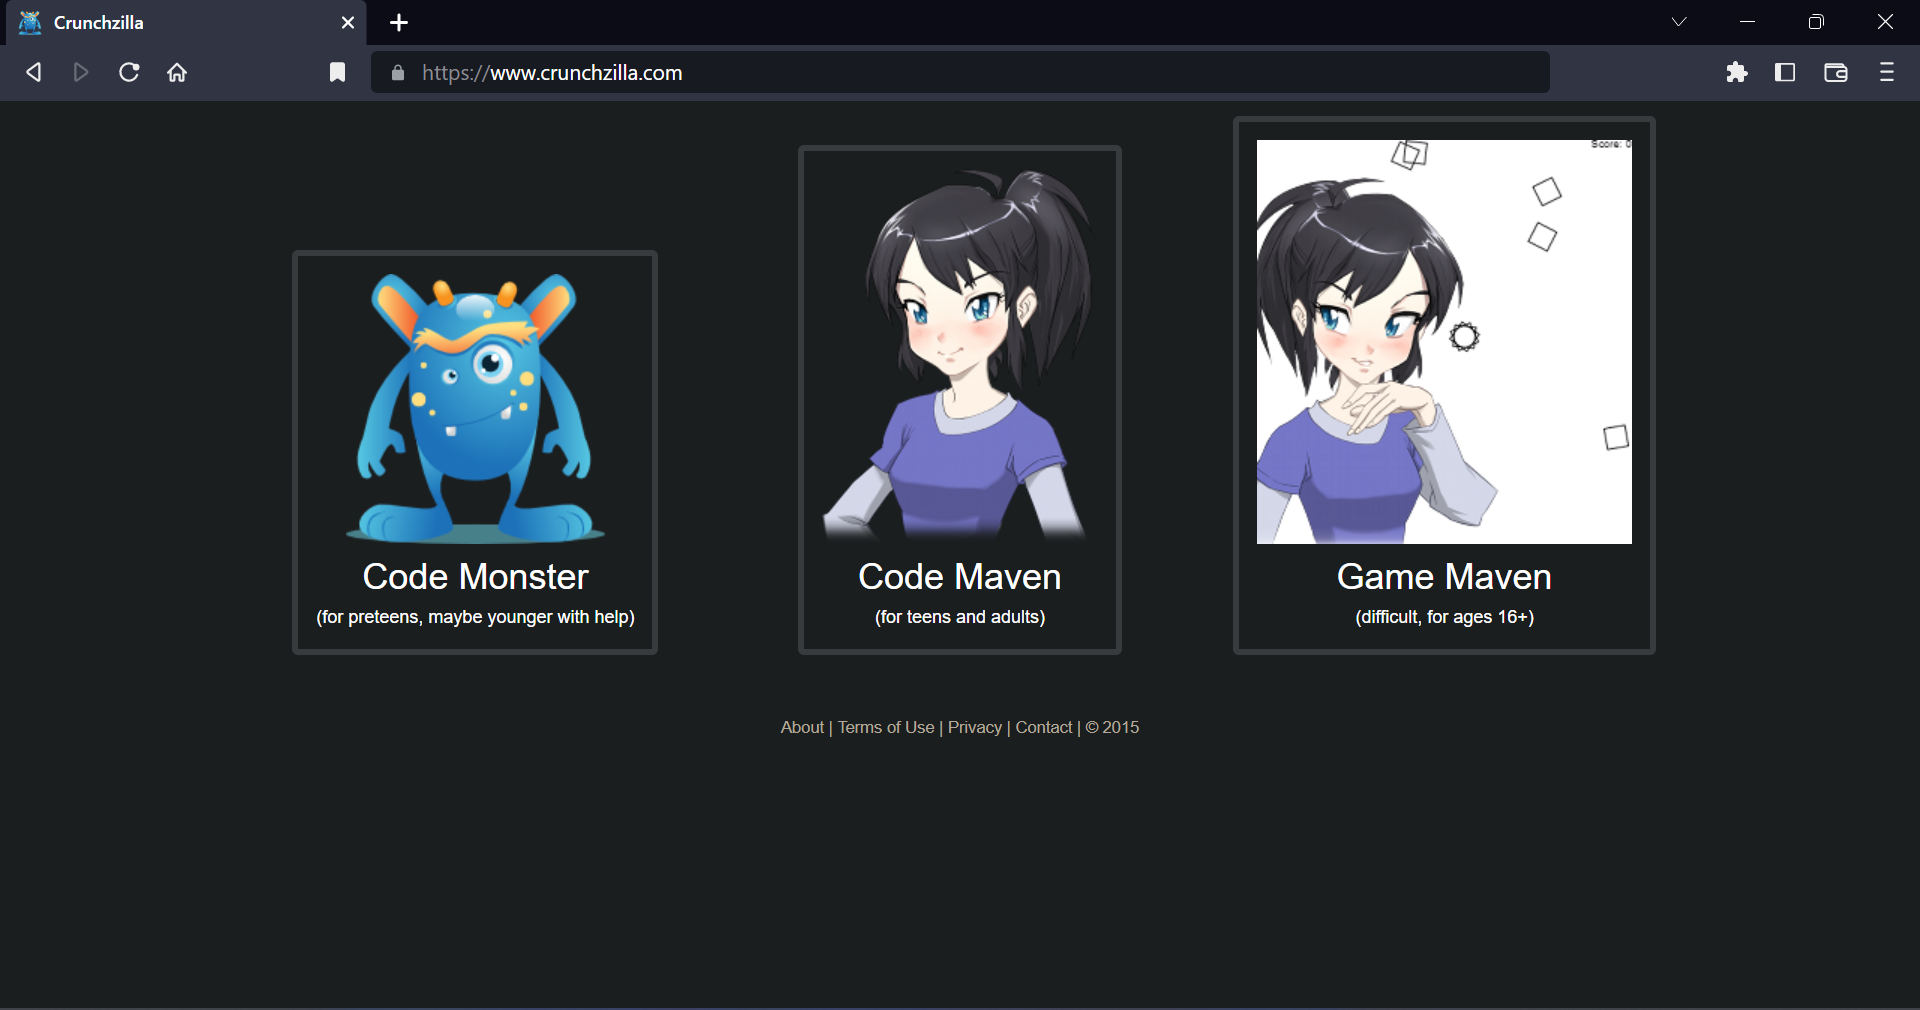 Crunchzilla
https://www.crunchzilla.com
Score: 0
Code Monster
(for preteens, maybe younger with help)
Code Maven
(for teens and adults)
Game Maven
(difficult, for ages 16+)
About | Terms of Use | Privacy | Contact | © 2015